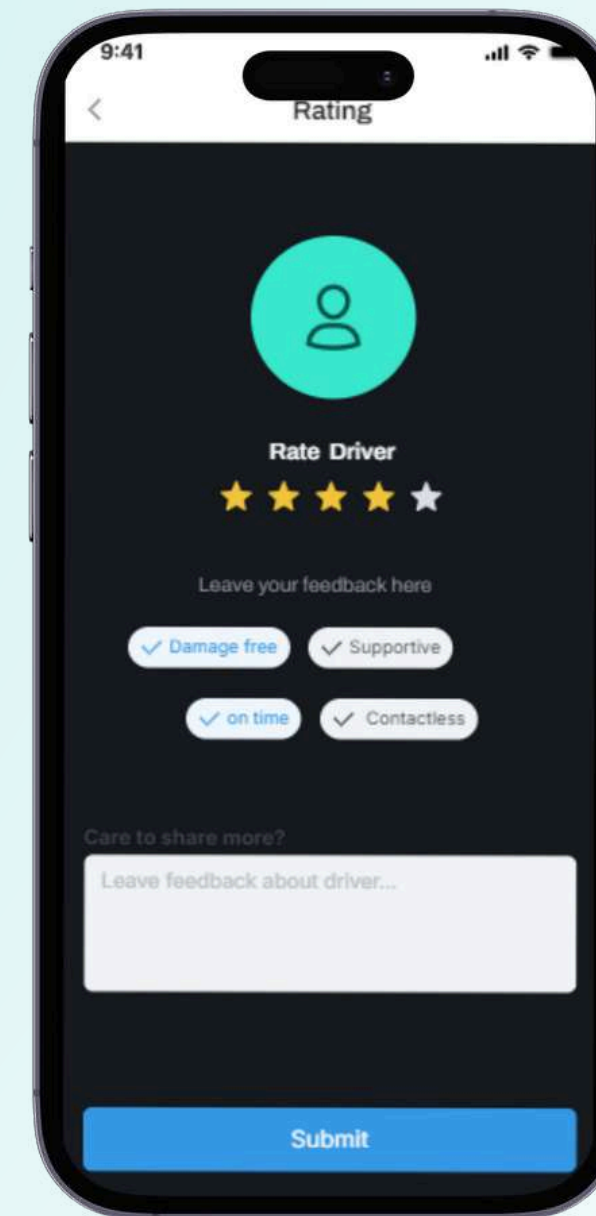 9:41
Rating
Rate Driver
Leave your feedback here
Damage free
Supportive
on time
Contactless
Care to share more?
Leave feedback about driver...
Submit